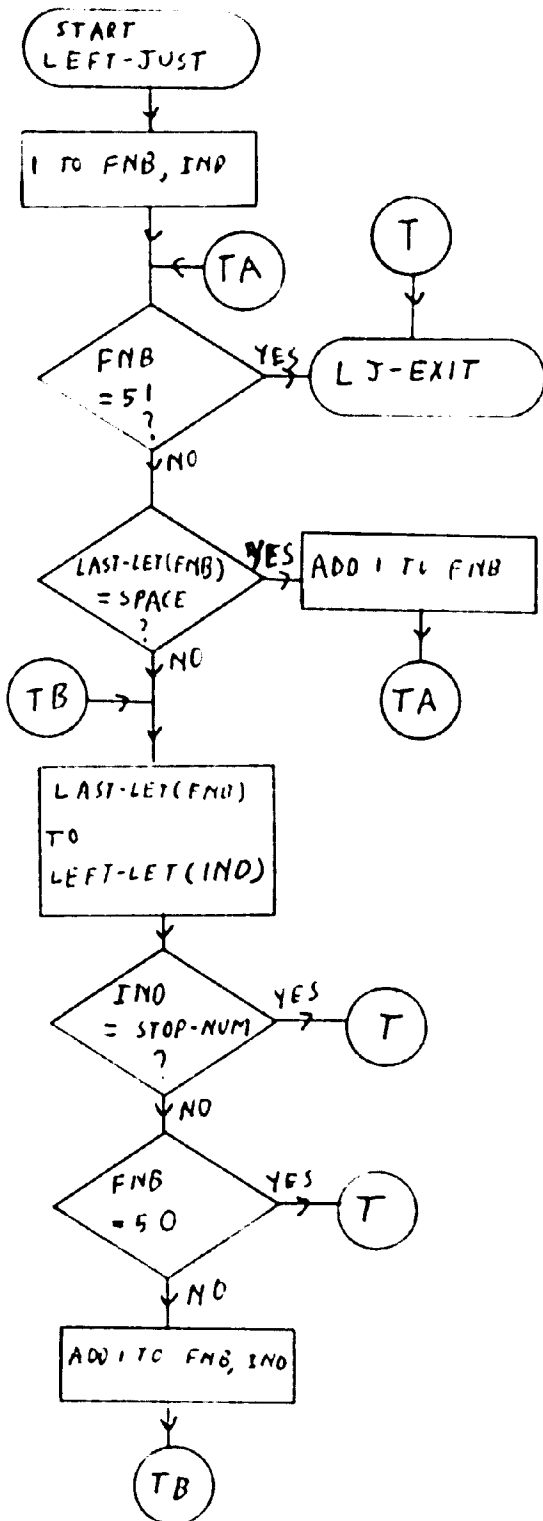 START
LEFT-JUST
1 TO FNB, IND
TA
T
FNB
= 51
?
YES
LJ-EXIT
NO
LAST-LET(FNB)
= SPACE
?
YES
ADD 1 TO FNB
NO
TA
TB
LAST-LET(FNB)
TO
LEFT-LET(IND)
IND
= STOP-NUM
?
YES
T
NO
FNB
= 50
YES
T
NO
ADD 1 TO FNB, IND
TB